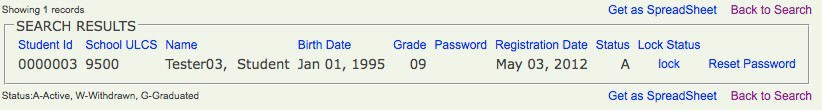 Showing 1 records Get as SpreadSheet Back to Search
SEARCH RESULTS
Student Id School ULCS Name Birth Date Grade Password Registration Date Status Lock Status
0000003 9500 Tester03, Student Jan 01, 1995 09 May 03, 2012 A lock Reset Password
Status:A-Active, W-Withdrawn, G-Graduated Get as SpreadSheet Back to Search